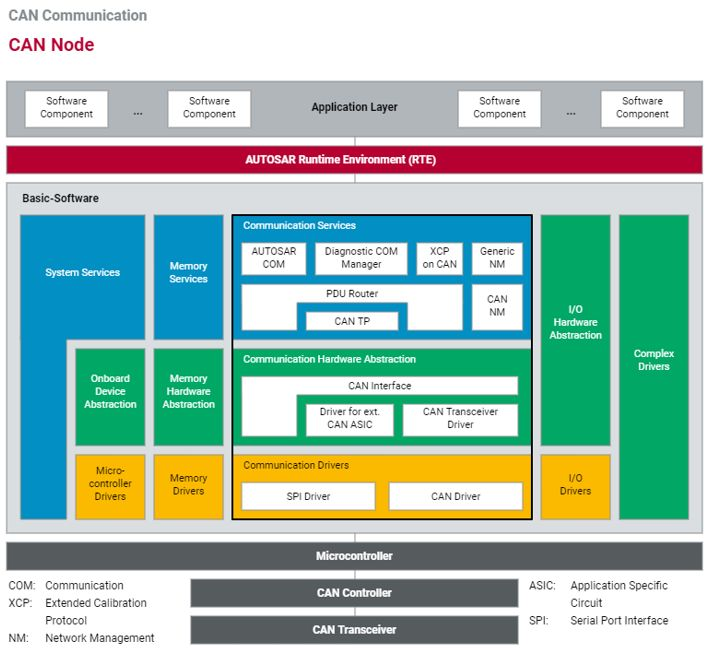 CAN Communication
CAN Node
Software
Component
...
Software
Component
Application Layer
Software
Component
...
Software
Component
AUTOSAR Runtime Environment (RTE)
Basic-Software
System Services
Memory
Services
Communication Services
AUTOSAR
COM
Diagnostic COM
Manager
XCP
on CAN
Generic
NM
PDU Router
CAN TP
CAN
NM
I/O
Hardware
Abstraction
Complex
Drivers
Onboard
Device
Abstraction
Memory
Hardware
Abstraction
Communication Hardware Abstraction
CAN Interface
Driver for ext.
CAN ASIC
CAN Transceiver
Driver
Micro-
controller
Drivers
Memory
Drivers
Communication Drivers
SPI Driver
CAN Driver
I/O
Drivers
Microcontroller
CAN Controller
CAN Transceiver
COM: Communication
XCP: Extended Calibration
Protocol
NM: Network Management
ASIC: Application Specific
Circuit
SPI: Serial Port Interface